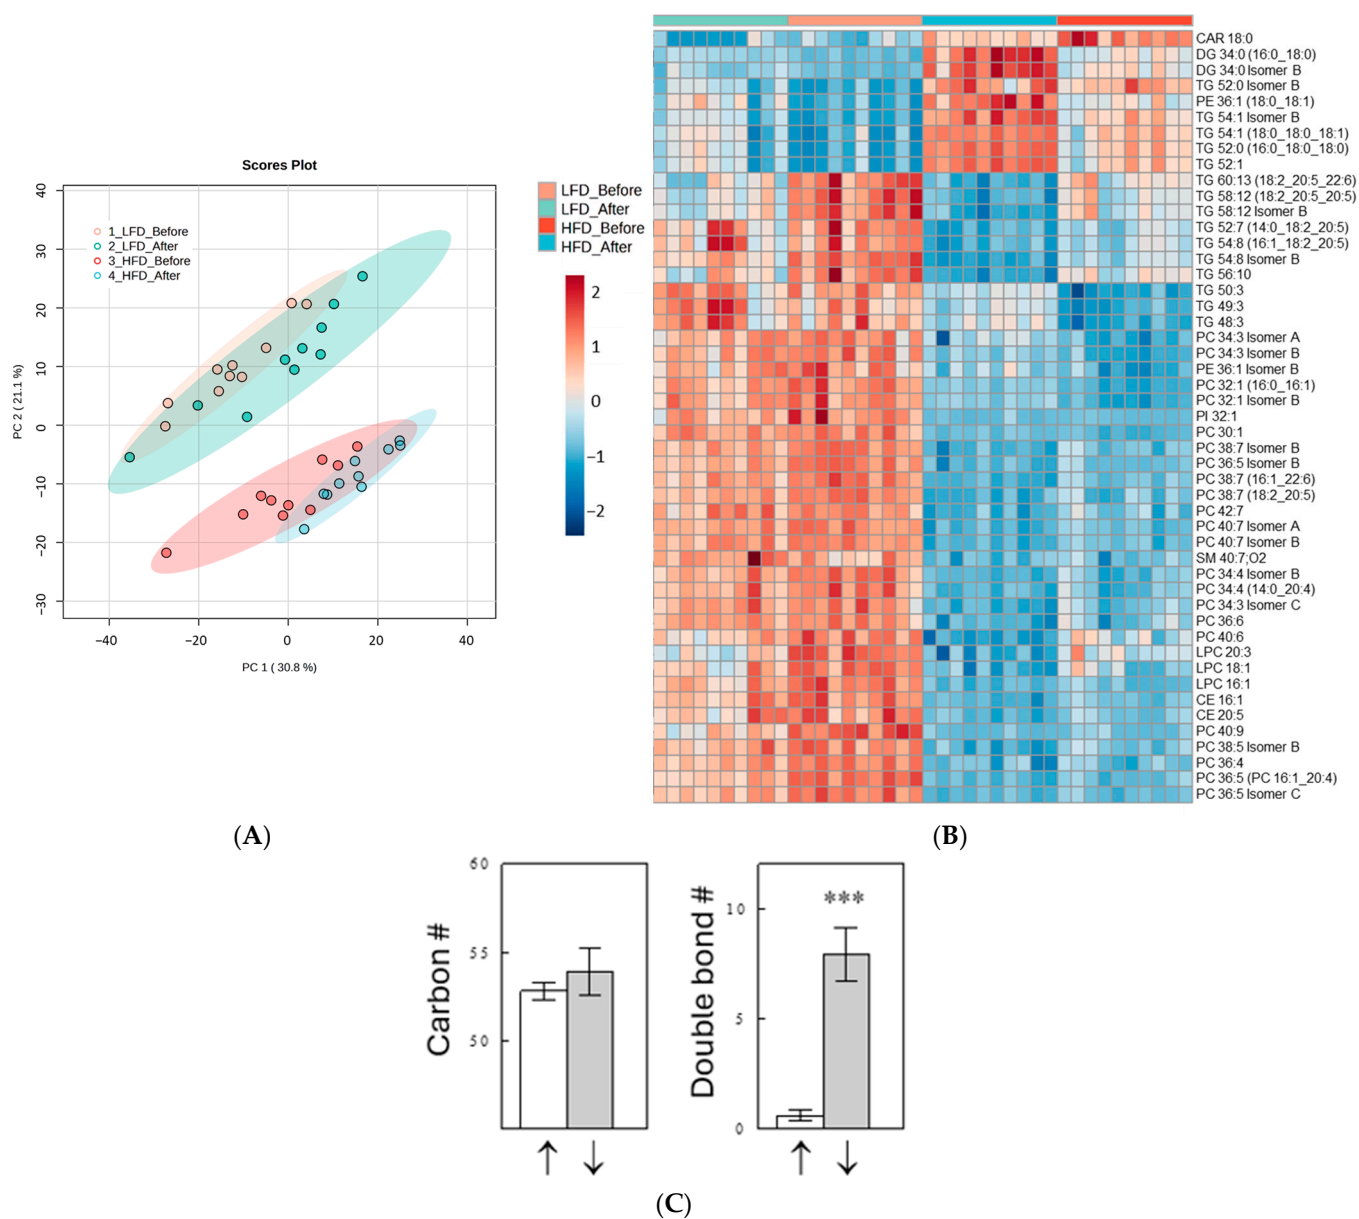 Scores Plot
40
30
20
10
0
-10
-20
-30
PC 2 ( 21.1 %)
1_LFD_Before
2_LFD_After
3_HFD_Before
4_HFD_After
−40
−20
0
20
40
PC 1 ( 30.8 %)
(A)
LFD_Before
LFD_After
HFD_Before
HFD_After
2
1
0
−1
−2
CAR 18:0
DG 34:0 (16:0_18:0)
DG 34:0 Isomer B
TG 52:0 Isomer B
PE 36:1 (18:0_18:1)
TG 54:1 Isomer B
TG 54:1 (18:0_18:0_18:1)
TG 52:0 (16:0_18:0_18:0)
TG 52:1
TG 60:13 (18:2_20:5_22:6)
TG 58:12 (18:2_20:5_20:5)
TG 58:12 Isomer B
TG 52:7 (14:0_18:2_20:5)
TG 54:8 (16:1_18:2_20:5)
TG 54:8 Isomer B
TG 56:10
TG 50:3
TG 49:3
TG 48:3
PC 34:3 Isomer A
PC 34:3 Isomer B
PE 36:1 Isomer B
PC 32:1 (16:0_16:1)
PC 32:1 Isomer B
PI 32:1
PC 30:1
PC 38:7 Isomer B
PC 36:5 Isomer B
PC 38:7 (16:1_22:6)
PC 38:7 (18:2_20:5)
PC 42:7
PC 40:7 Isomer A
PC 40:7 Isomer B
SM 40:7;O2
PC 34:4 Isomer B
PC 34:4 (14:0_20:4)
PC 34:3 Isomer C
PC 36:6
PC 40:6
LPC 20:3
LPC 18:1
LPC 16:1
CE 16:1
CE 20:5
PC 40:9
PC 38:5 Isomer B
PC 36:4
PC 36:5 (PC 16:1_20:4)
PC 36:5 Isomer C
(B)
Carbon #
60
55
50
↑ ↓
Double bond #
10
5
0
***
↑ ↓
(C)